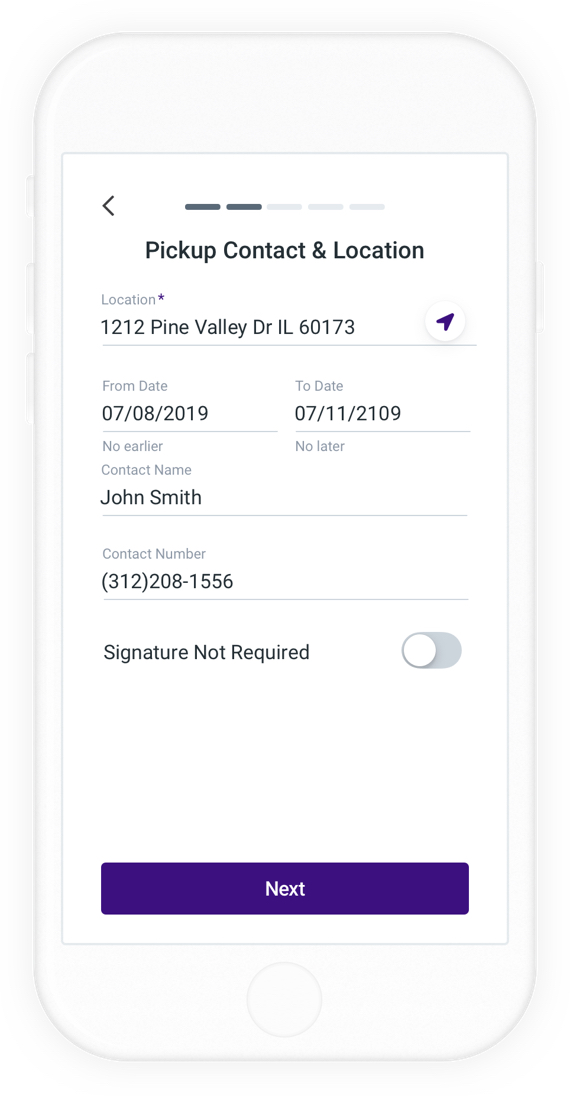 Pickup Contact & Location
Location*
1212 Pine Valley Dr IL 60173
From Date To Date
07/08/2019 07/11/2109
No earlier No later
Contact Name
John Smith
Contact Number
(312)208-1556
Signature Not Required
Next